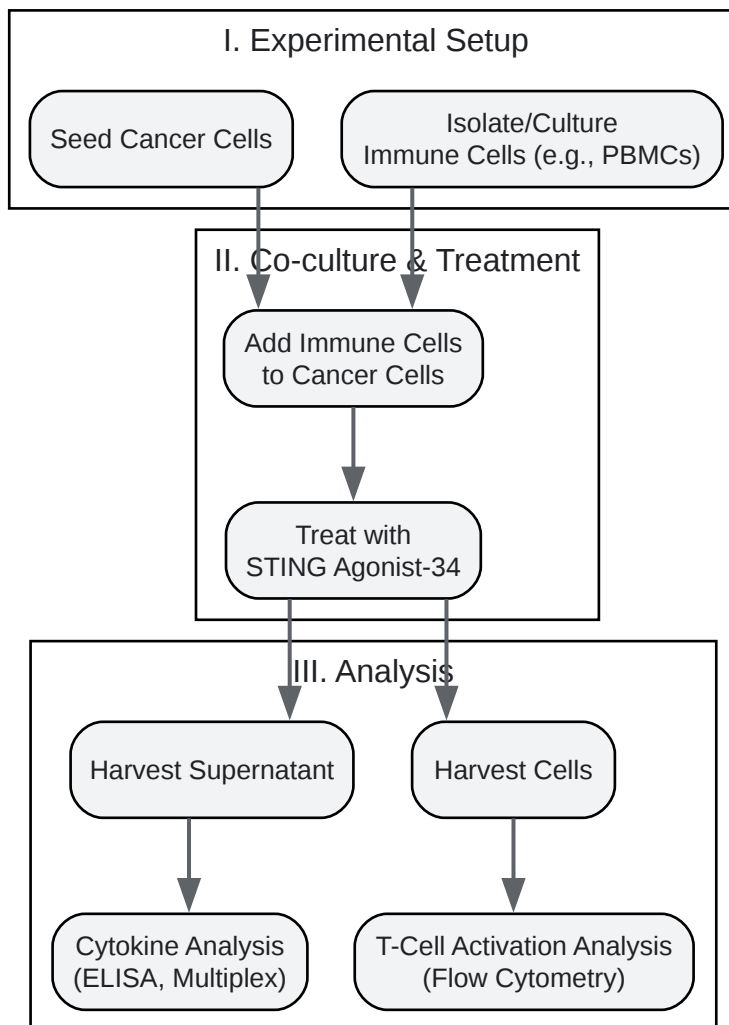 I. Experimental Setup
Seed Cancer Cells
Isolate/Culture
Immune Cells (e.g., PBMCs)
II. Co-culture & Treatment
Add Immune Cells
to Cancer Cells
Treat with
STING Agonist-34
III. Analysis
Harvest Supernatant
Harvest Cells
Cytokine Analysis
(ELISA, Multiplex)
T-Cell Activation Analysis
(Flow Cytometry)